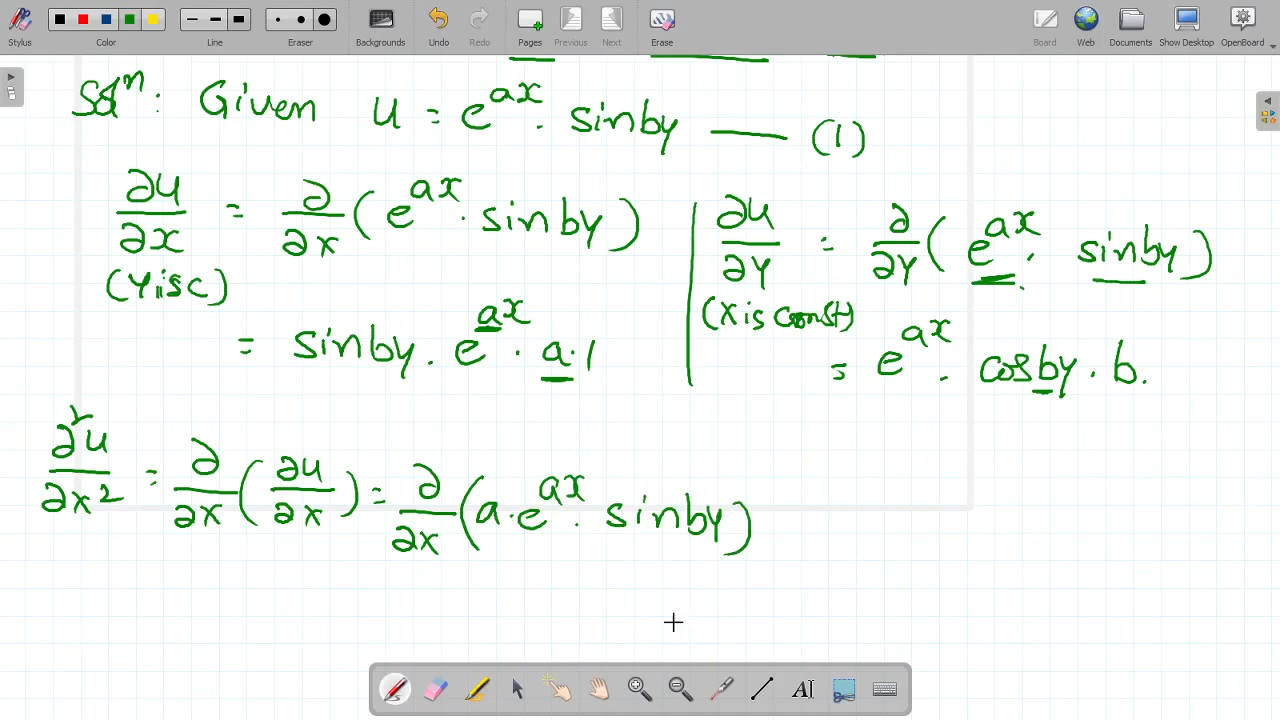 Stylus Color Line Eraser Backgrounds Undo Redo Pages Previous Next Erase Board Web Documents Show Desktop OpenBoard
Solⁿ: Given u = e^{ax} · sinby —— (1)
∂u/∂x = ∂/∂x (e^{ax} · sinby)
(Y is c)
= sinby · e^{ax} · a · 1
∂u/∂Y = ∂/∂Y (e^{ax} · sinby)
(X is const)
= e^{ax} · cosby · b.
∂²u/∂x² = ∂/∂x (∂u/∂x) = ∂/∂x (a · e^{ax} · sinby)